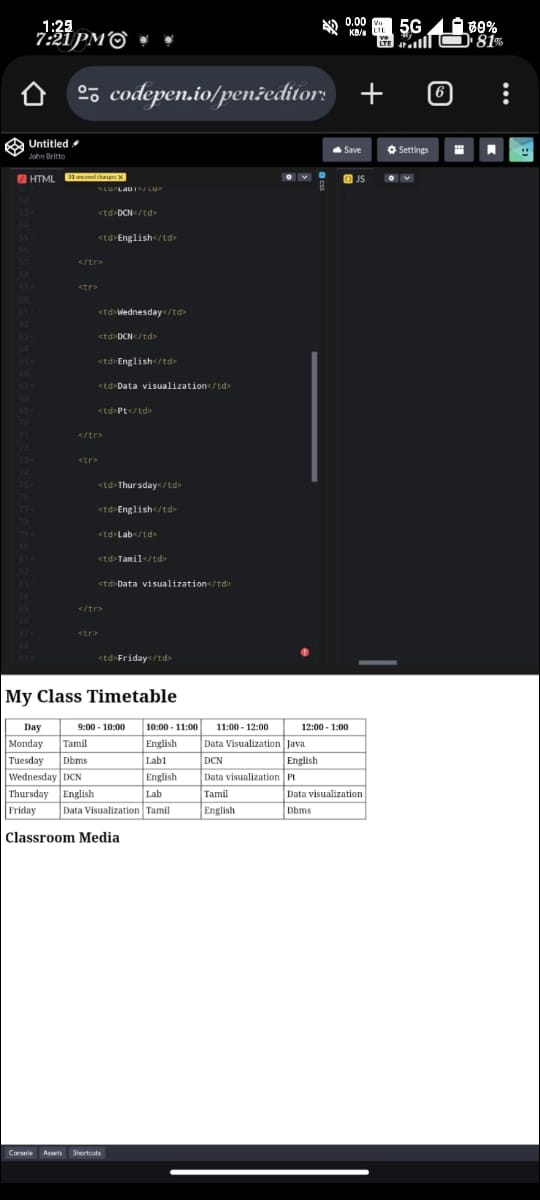 7:21 PM
0.00 KB/s
5G
81%
codepen.io/pen/editor
6
Untitled
John Britto
Save
Settings
HTML
JS
<td>Lab1</td>
<td>DCN</td>
<td>English</td>
</tr>
<tr>
<td>Wednesday</td>
<td>DCN</td>
<td>English</td>
<td>Data visualization</td>
<td>Pt</td>
</tr>
<tr>
<td>Thursday</td>
<td>English</td>
<td>Lab</td>
<td>Tamil</td>
<td>Data visualization</td>
</tr>
<tr>
<td>Friday</td>
My Class Timetable
Day 9:00 - 10:00 10:00 - 11:00 11:00 - 12:00 12:00 - 1:00
Monday Tamil English Data Visualization Java
Tuesday Dbms Lab1 DCN English
Wednesday DCN English Data visualization Pt
Thursday English Lab Tamil Data visualization
Friday Data Visualization Tamil English Dbms
Classroom Media
Console Assets Shortcuts